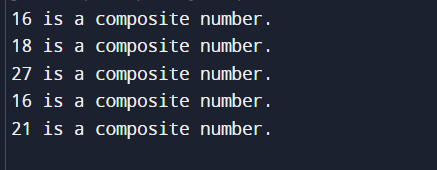 16 is a composite number.
18 is a composite number.
27 is a composite number.
16 is a composite number.
21 is a composite number.